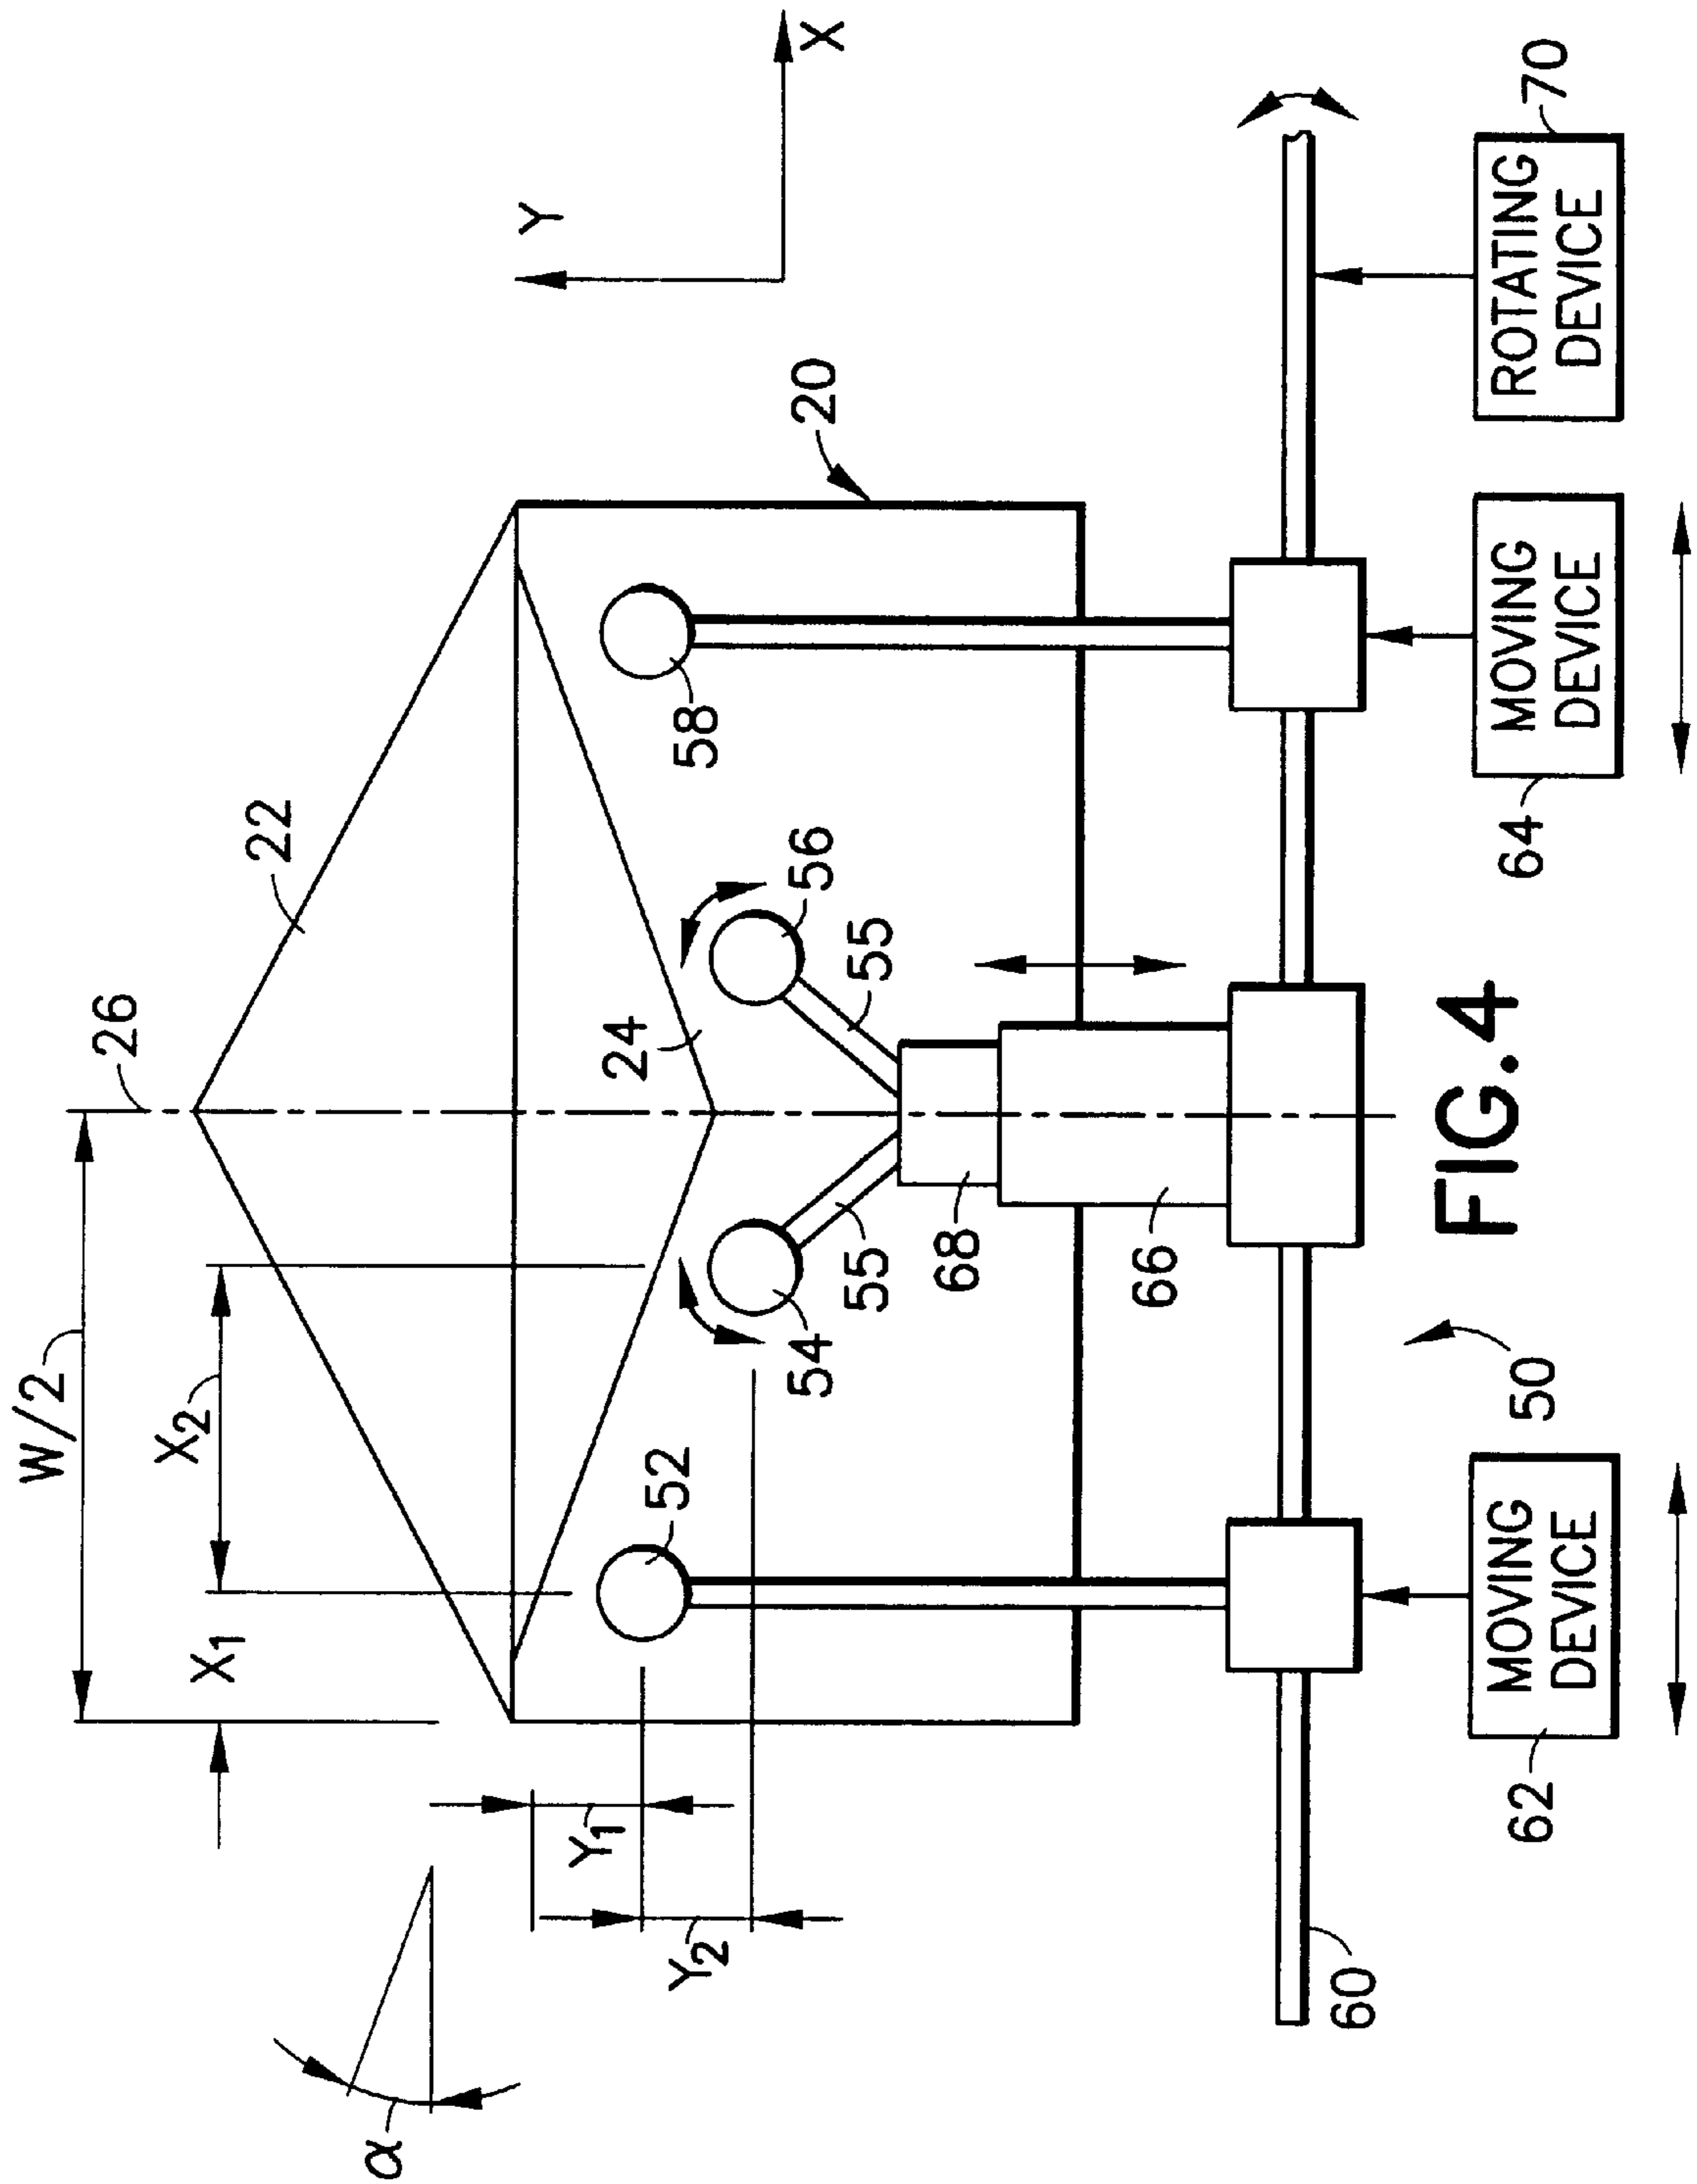 W/2
26
22
X
Y
X₂
X₁
α
Y₁
Y₂
52
54
55
24
56
55
58
20
68
66
60
50
62
MOVING
DEVICE
64
MOVING
DEVICE
70
ROTATING
DEVICE
FIG.4